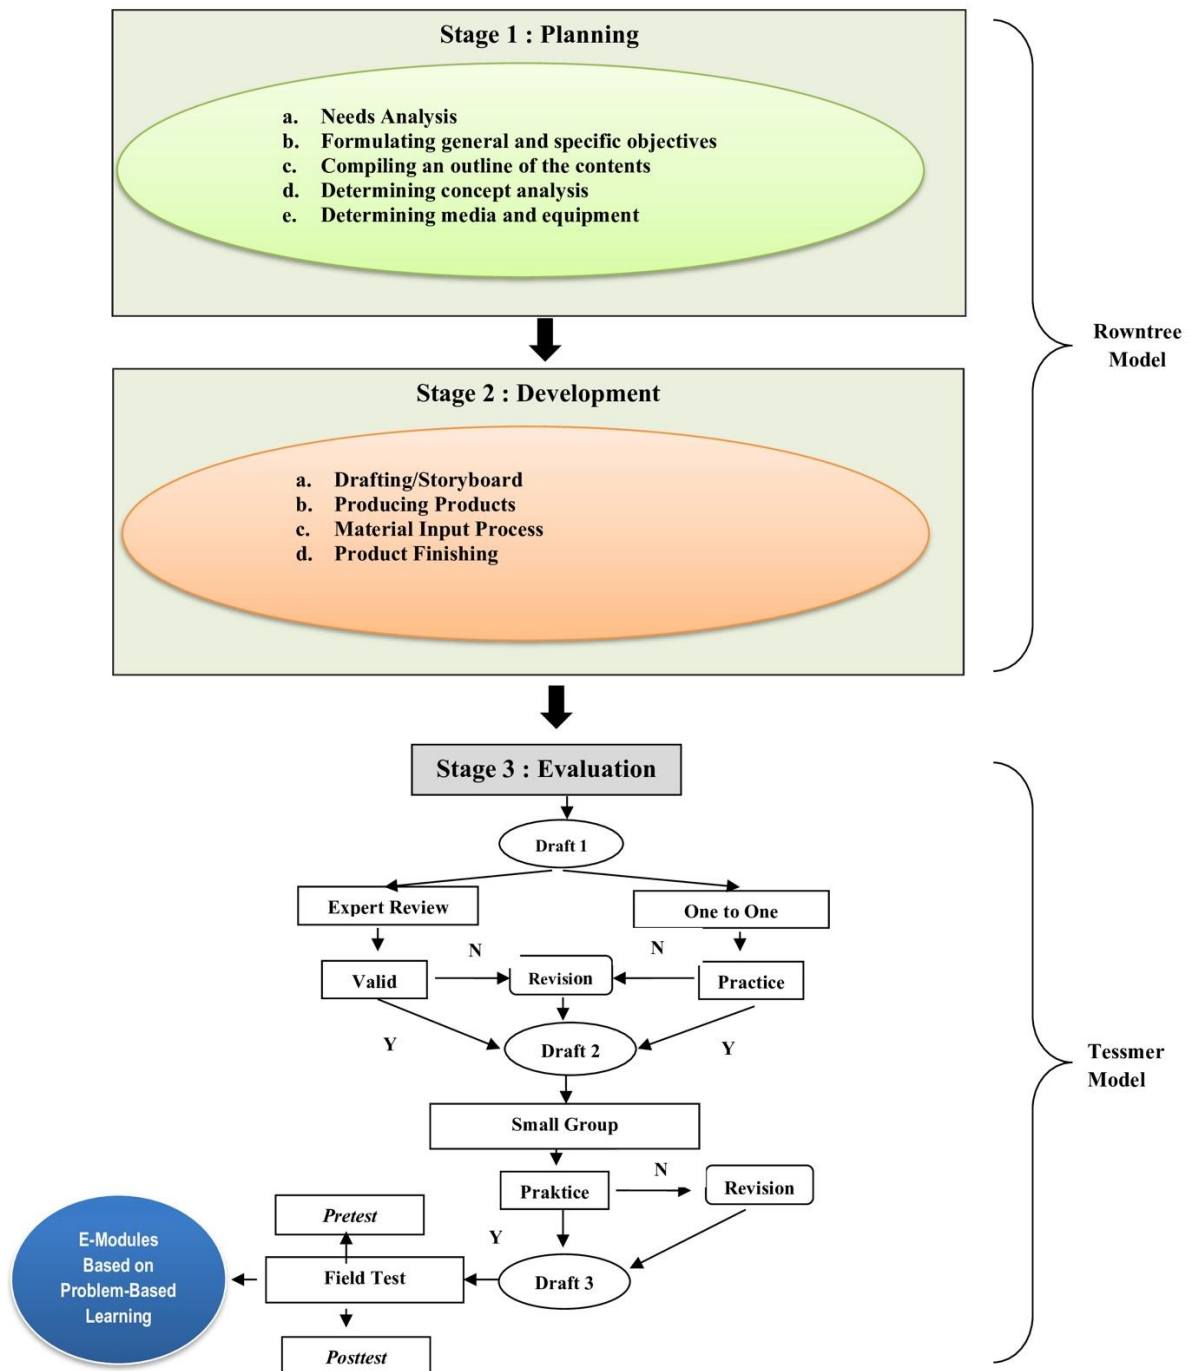 Stage 1 : Planning
a. Needs Analysis
b. Formulating general and specific objectives
c. Compiling an outline of the contents
d. Determining concept analysis
e. Determining media and equipment
Rowntree
Model
Stage 2 : Development
a. Drafting/Storyboard
b. Producing Products
c. Material Input Process
d. Product Finishing
Stage 3 : Evaluation
Draft 1
Expert Review
One to One
N
N
Valid
Revision
Practice
Y
Draft 2
Y
Tessmer
Model
Small Group
N
Praktice
Revision
Pretest
Y
E-Modules
Based on
Problem-Based
Learning
Field Test
Draft 3
Posttest